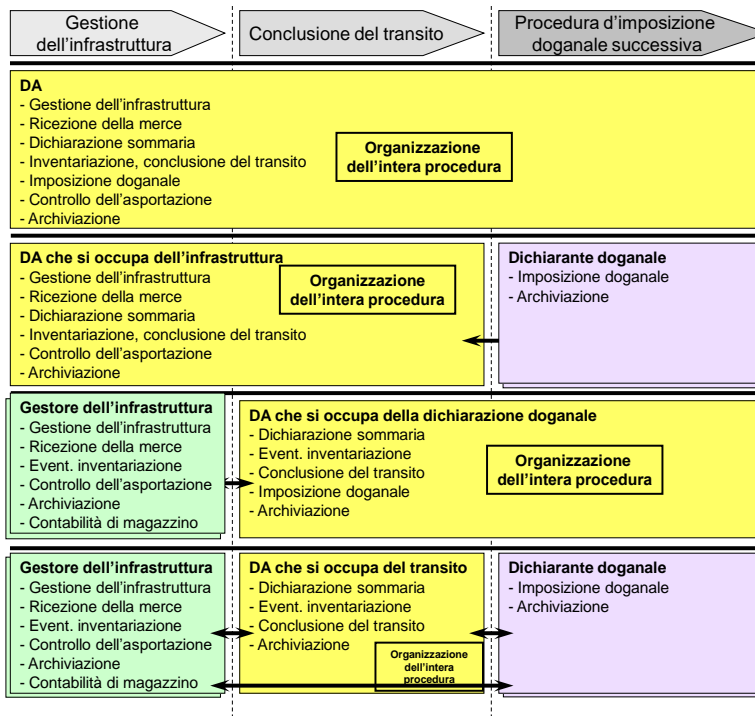 Gestione
dell'infrastruttura
Conclusione del transito
Procedura d'imposizione
doganale successiva
DA
- Gestione dell'infrastruttura
- Ricezione della merce
- Dichiarazione sommaria
- Inventariazione, conclusione del transito
- Imposizione doganale
- Controllo dell'asportazione
- Archiviazione
Organizzazione
dell'intera procedura
DA che si occupa dell'infrastruttura
- Gestione dell'infrastruttura
- Ricezione della merce
- Dichiarazione sommaria
- Inventariazione, conclusione del transito
- Controllo dell'asportazione
- Archiviazione
Organizzazione
dell'intera procedura
Dichiarante doganale
- Imposizione doganale
- Archiviazione
Gestore dell'infrastruttura
- Gestione dell'infrastruttura
- Ricezione della merce
- Event. inventariazione
- Controllo dell'asportazione
- Archiviazione
- Contabilità di magazzino
DA che si occupa della dichiarazione doganale
- Dichiarazione sommaria
- Event. inventariazione
- Conclusione del transito
- Imposizione doganale
- Archiviazione
Organizzazione
dell'intera procedura
Gestore dell'infrastruttura
- Gestione dell'infrastruttura
- Ricezione della merce
- Event. inventariazione
- Controllo dell'asportazione
- Archiviazione
- Contabilità di magazzino
DA che si occupa del transito
- Dichiarazione sommaria
- Event. inventariazione
- Conclusione del transito
- Archiviazione
Organizzazione
dell'intera
procedura
Dichiarante doganale
- Imposizione doganale
- Archiviazione